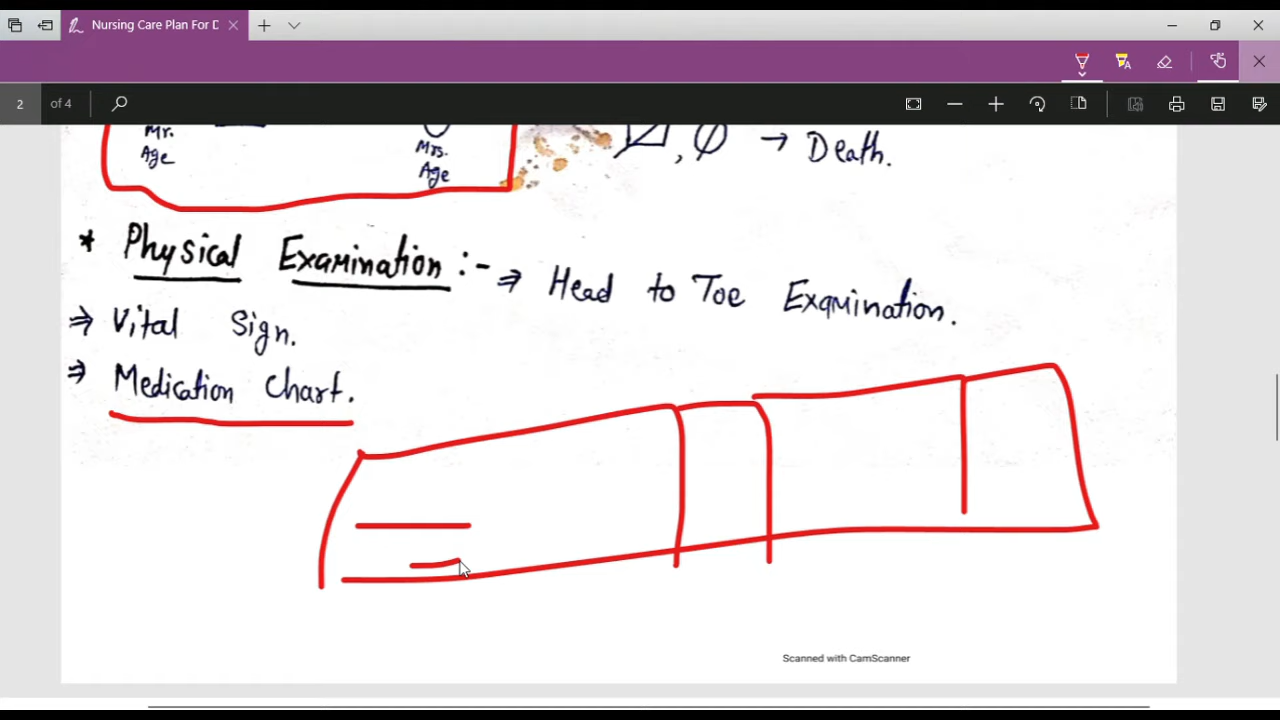 Nursing Care Plan For D
2 of 4
Mr.
Age
Mrs.
Age
, → Death.
* Physical Examination :- ⇒ Head to Toe Examination.
⇒ Vital Sign.
⇒ Medication Chart.
Scanned with CamScanner